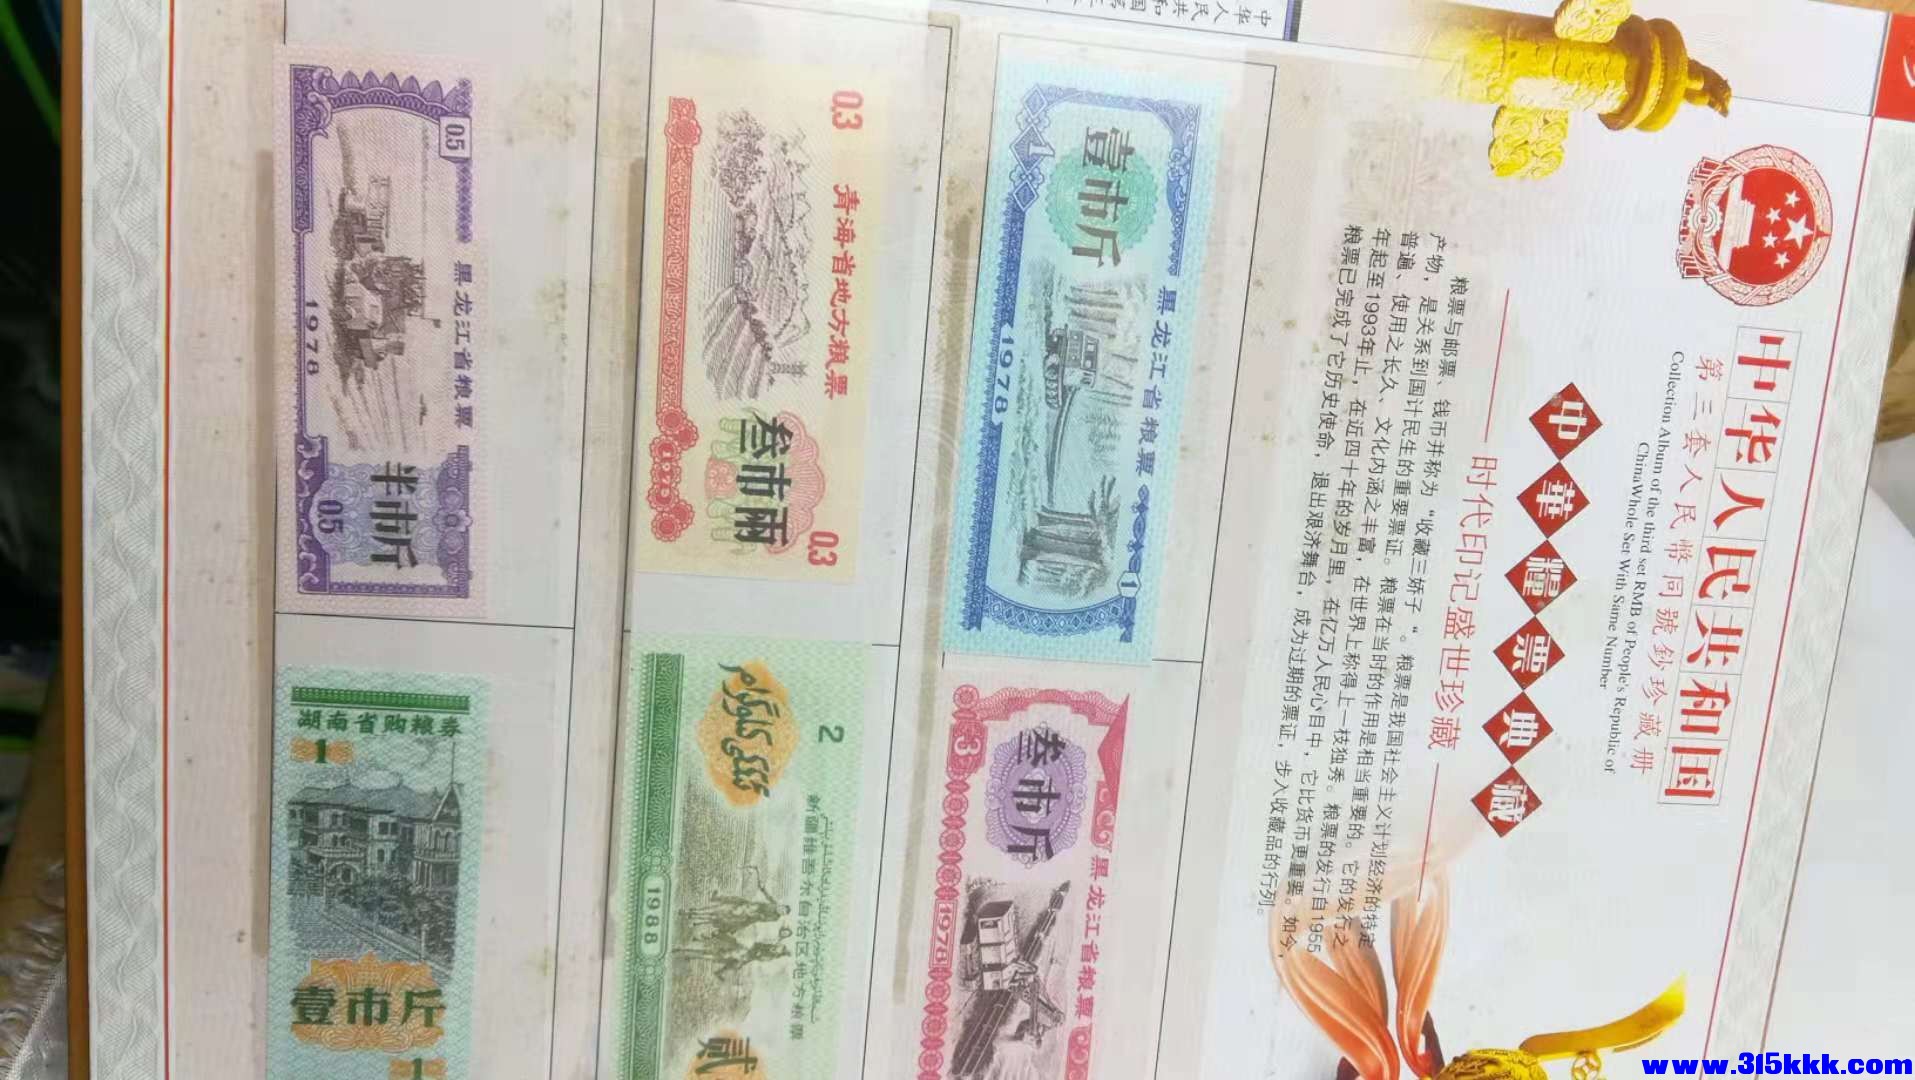 中华人民共和国
第三套人民幣同號鈔珍藏册
Collection Album of the third set RMB of People's Republic of
ChinaWhole Set With Same Number
中華糧票典藏
时代印记盛世珍藏
粮票与邮票、钱币并称为“收藏三娇子“。粮票是我国社会主义计划经济的特定
产物，是关系到国计民生的重要票证。粮票在当时的作用是相当重要的。它的发行之
普遍、使用之长久、文化内涵之丰富，在世界上称得上一枝独秀。粮票的发行自1955
年起至1993年止，在近四十年的岁月里，在亿万人民心目中，它比货币更重要。如今，
粮票已完成了它历史使命，退出艰济舞台，成为过期的票证，步入收藏品的行列。
壹市斤
黑龙江省粮票
1
1978
1
叁市斤
黑龙江省粮票
3
1978
0.3
青海省地方粮票
叁市兩
1975
0.3
2
新疆维吾尔自治区地方粮票
1988
贰
0.5
黑龙江省粮票
1978
半市斤
0.5
湖南省购粮券
1
壹市斤
1
www.315kkk.com